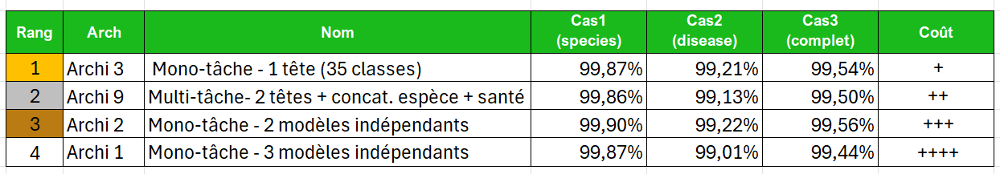 Rang Arch Nom Cas1 (species) Cas2 (disease) Cas3 (complet) Coût
1 Archi 3 Mono-tâche - 1 tête (35 classes) 99,87% 99,21% 99,54% +
2 Archi 9 Multi-tâche- 2 têtes + concat. espèce + santé 99,86% 99,13% 99,50% ++
3 Archi 2 Mono-tâche - 2 modèles indépendants 99,90% 99,22% 99,56% +++
4 Archi 1 Mono-tâche - 3 modèles indépendants 99,87% 99,01% 99,44% ++++